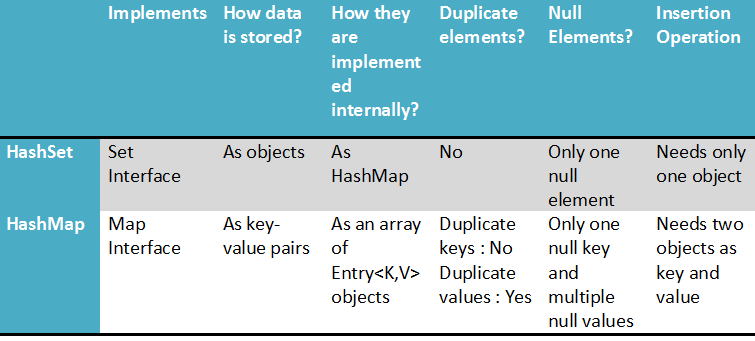 Implements
How data
is stored?
How they
are
implement
ed
internally?
Duplicate
elements?
Null
Elements?
Insertion
Operation
HashSet
Set
Interface
As objects
As
HashMap
No
Only one
null
element
Needs only
one object
HashMap
Map
Interface
As key-
value pairs
As an array
of
Entry<K,V>
objects
Duplicate
keys : No
Duplicate
values : Yes
Only one
null key
and
multiple
null values
Needs two
objects as
key and
value